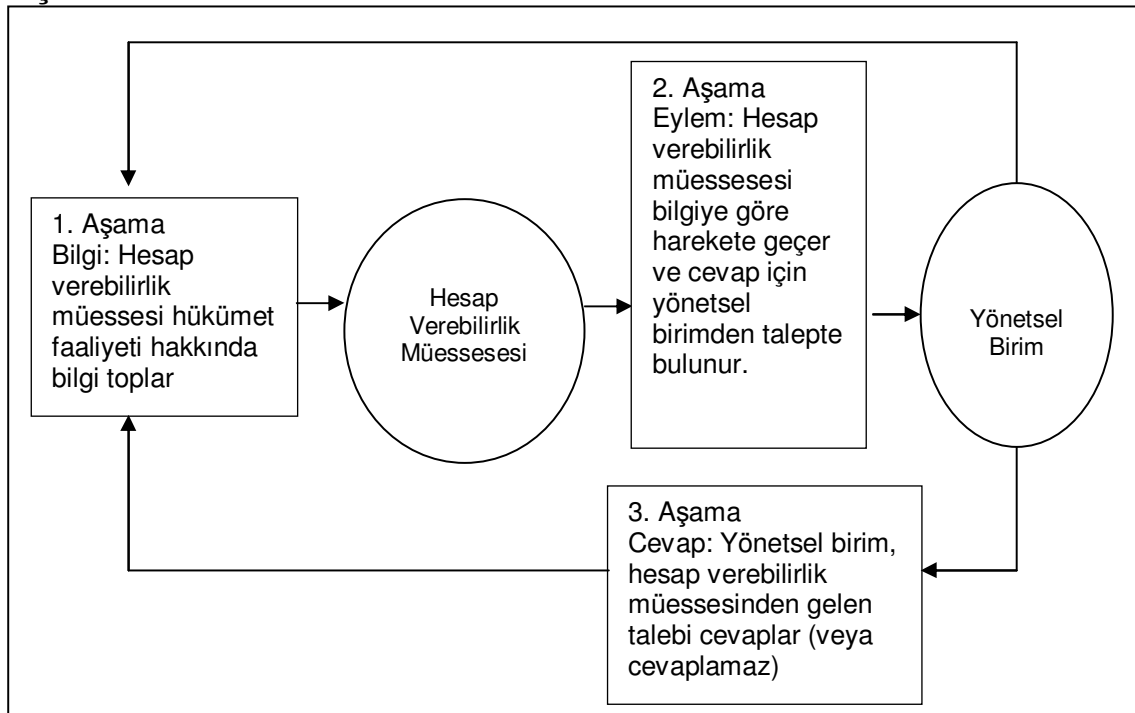 1. Aşama
Bilgi: Hesap
verebilirlik
müessesi hükümet
faaliyeti hakkında
bilgi toplar
Hesap
Verebilirlik
Müessesesi
2. Aşama
Eylem: Hesap
verebilirlik
müessesesi
bilgiye göre
harekete geçer
ve cevap için
yönetsel
birimden talepte
bulunur.
Yönetsel
Birim
3. Aşama
Cevap: Yönetsel birim,
hesap verebilirlik
müessesinden gelen
talebi cevaplar (veya
cevaplamaz)